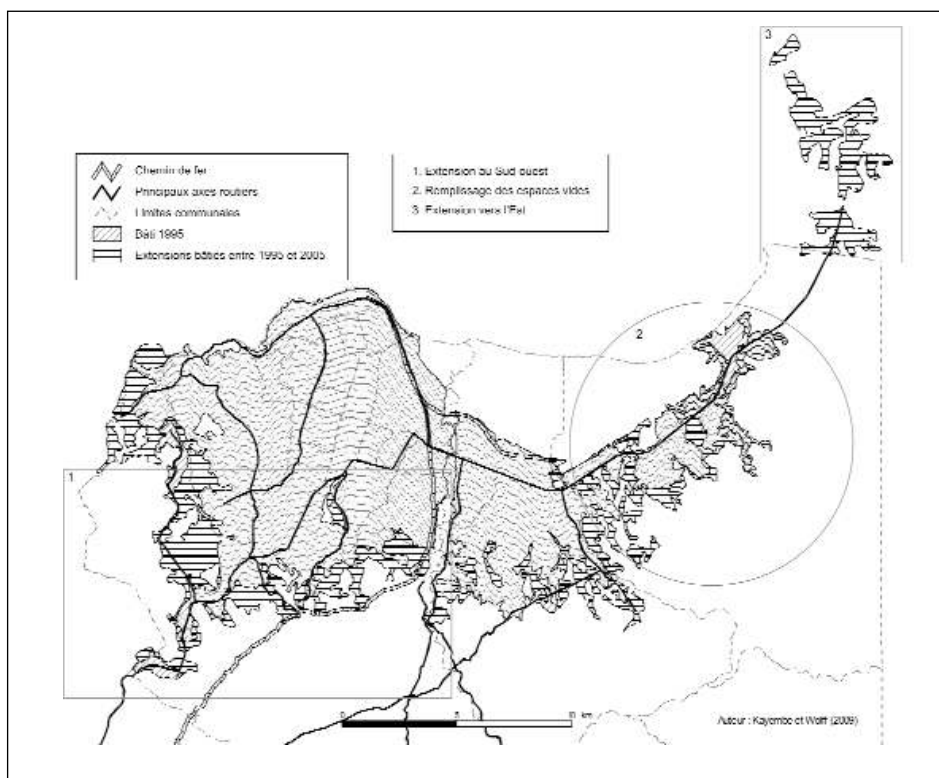 3
Chemin de fer
Principaux axes routiers
Limites communales
Bâti 1995
Extensions bâties entre 1995 et 2005
1. Extension au Sud ouest
2. Remplissage des espaces vides
3. Extension vers l'Est
2
1
0 5 10 km
Auteur : Kayembe et Wolff (2009)